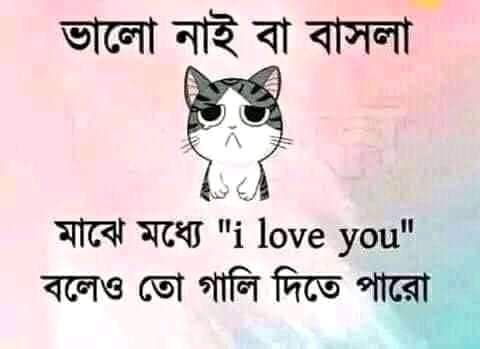 ভালো নাই বা বাসলা
মাঝে মধ্যে "i love you"
বলেও তো গালি দিতে পারো